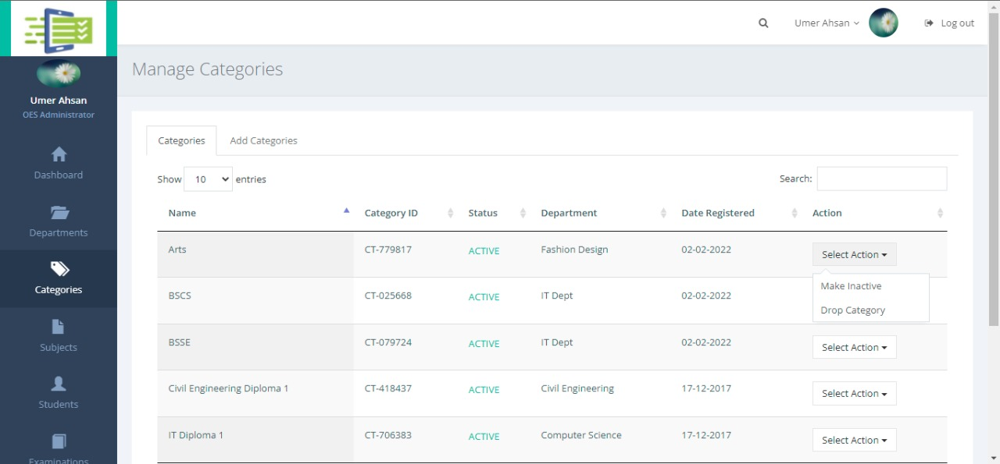 Umer Ahsan
Log out
Umer Ahsan
OES Administrator
Dashboard
Departments
Categories
Subjects
Students
Examinations
Manage Categories
Categories Add Categories
Show 10 entries Search:
Name Category ID Status Department Date Registered Action
Arts CT-779817 ACTIVE Fashion Design 02-02-2022 Select Action
Make Inactive
Drop Category
BSCS CT-025668 ACTIVE IT Dept 02-02-2022
BSSE CT-079724 ACTIVE IT Dept 02-02-2022 Select Action
Civil Engineering Diploma 1 CT-418437 ACTIVE Civil Engineering 17-12-2017 Select Action
IT Diploma 1 CT-706383 ACTIVE Computer Science 17-12-2017 Select Action